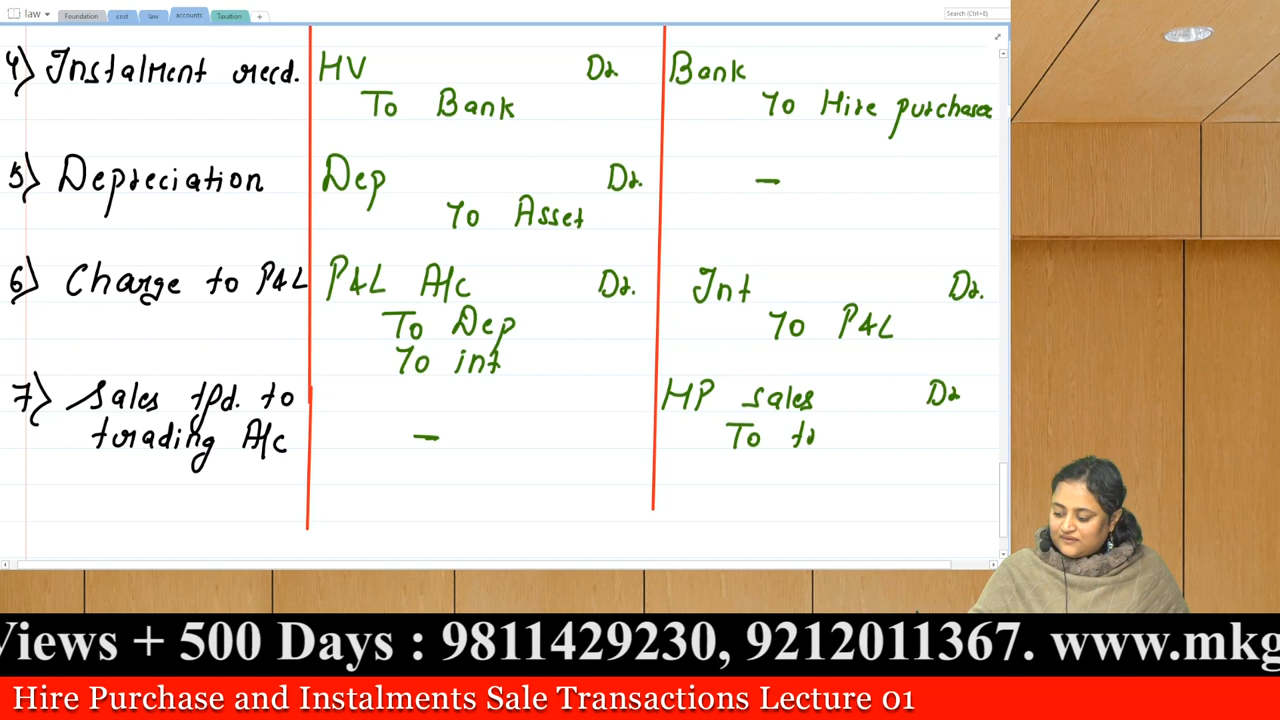 law
Foundation
cost
law
accounts
Taxation
+
Search (Ctrl+E)
4) Instalment recd.
HV Dr.
To Bank
Bank
To Hire purchaser
5) Depreciation
Dep Dr.
To Asset
-
6) Charge to P&L
P&L A/c Dr.
To Dep
To int
Int Dr.
To P&L
7) Sales tfd. to
trading A/c
-
HP sales Dr
To tr
Views + 500 Days : 9811429230, 9212011367. www.mkg
Hire Purchase and Instalments Sale Transactions Lecture 01